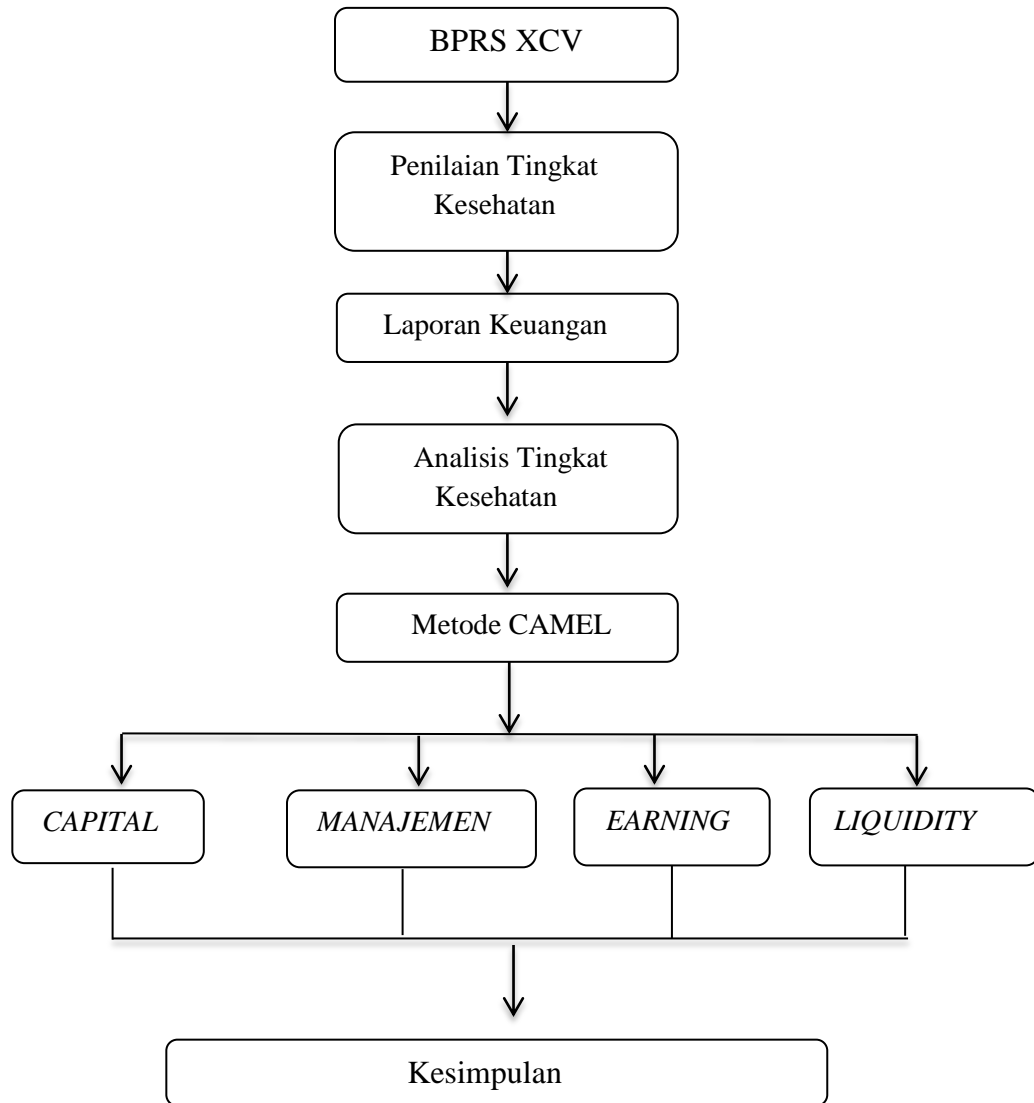 BPRS XCV
Penilaian Tingkat
Kesehatan
Laporan Keuangan
Analisis Tingkat
Kesehatan
Metode CAMEL
CAPITAL
MANAJEMEN
EARNING
LIQUIDITY
Kesimpulan